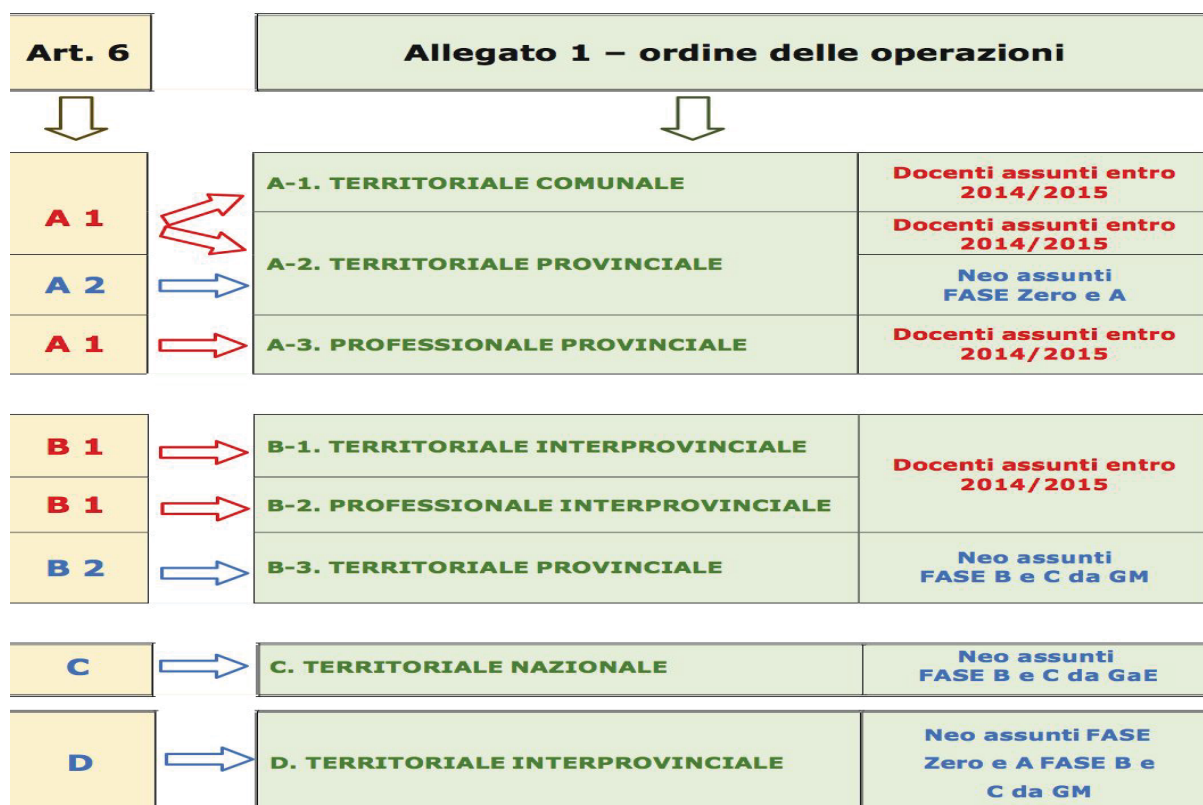 Art. 6
Allegato 1 – ordine delle operazioni
A 1
A-1. TERRITORIALE COMUNALE
Docenti assunti entro
2014/2015
A-2. TERRITORIALE PROVINCIALE
Docenti assunti entro
2014/2015
A 2
Neo assunti
FASE Zero e A
A 1
A-3. PROFESSIONALE PROVINCIALE
Docenti assunti entro
2014/2015
B 1
B-1. TERRITORIALE INTERPROVINCIALE
Docenti assunti entro
2014/2015
B 1
B-2. PROFESSIONALE INTERPROVINCIALE
B 2
B-3. TERRITORIALE PROVINCIALE
Neo assunti
FASE B e C da GM
C
C. TERRITORIALE NAZIONALE
Neo assunti
FASE B e C da GaE
D
D. TERRITORIALE INTERPROVINCIALE
Neo assunti FASE
Zero e A FASE B e
C da GM